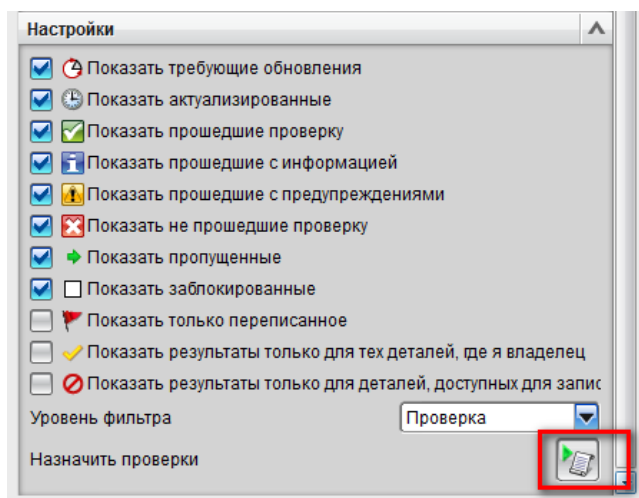 Настройки
Показать требующие обновления
Показать актуализированные
Показать прошедшие проверку
Показать прошедшие с информацией
Показать прошедшие с предупреждениями
Показать не прошедшие проверку
Показать пропущенные
Показать заблокированные
Показать только переписанное
Показать результаты только для тех деталей, где я владелец
Показать результаты только для деталей, доступных для запис
Уровень фильтра Проверка
Назначить проверки